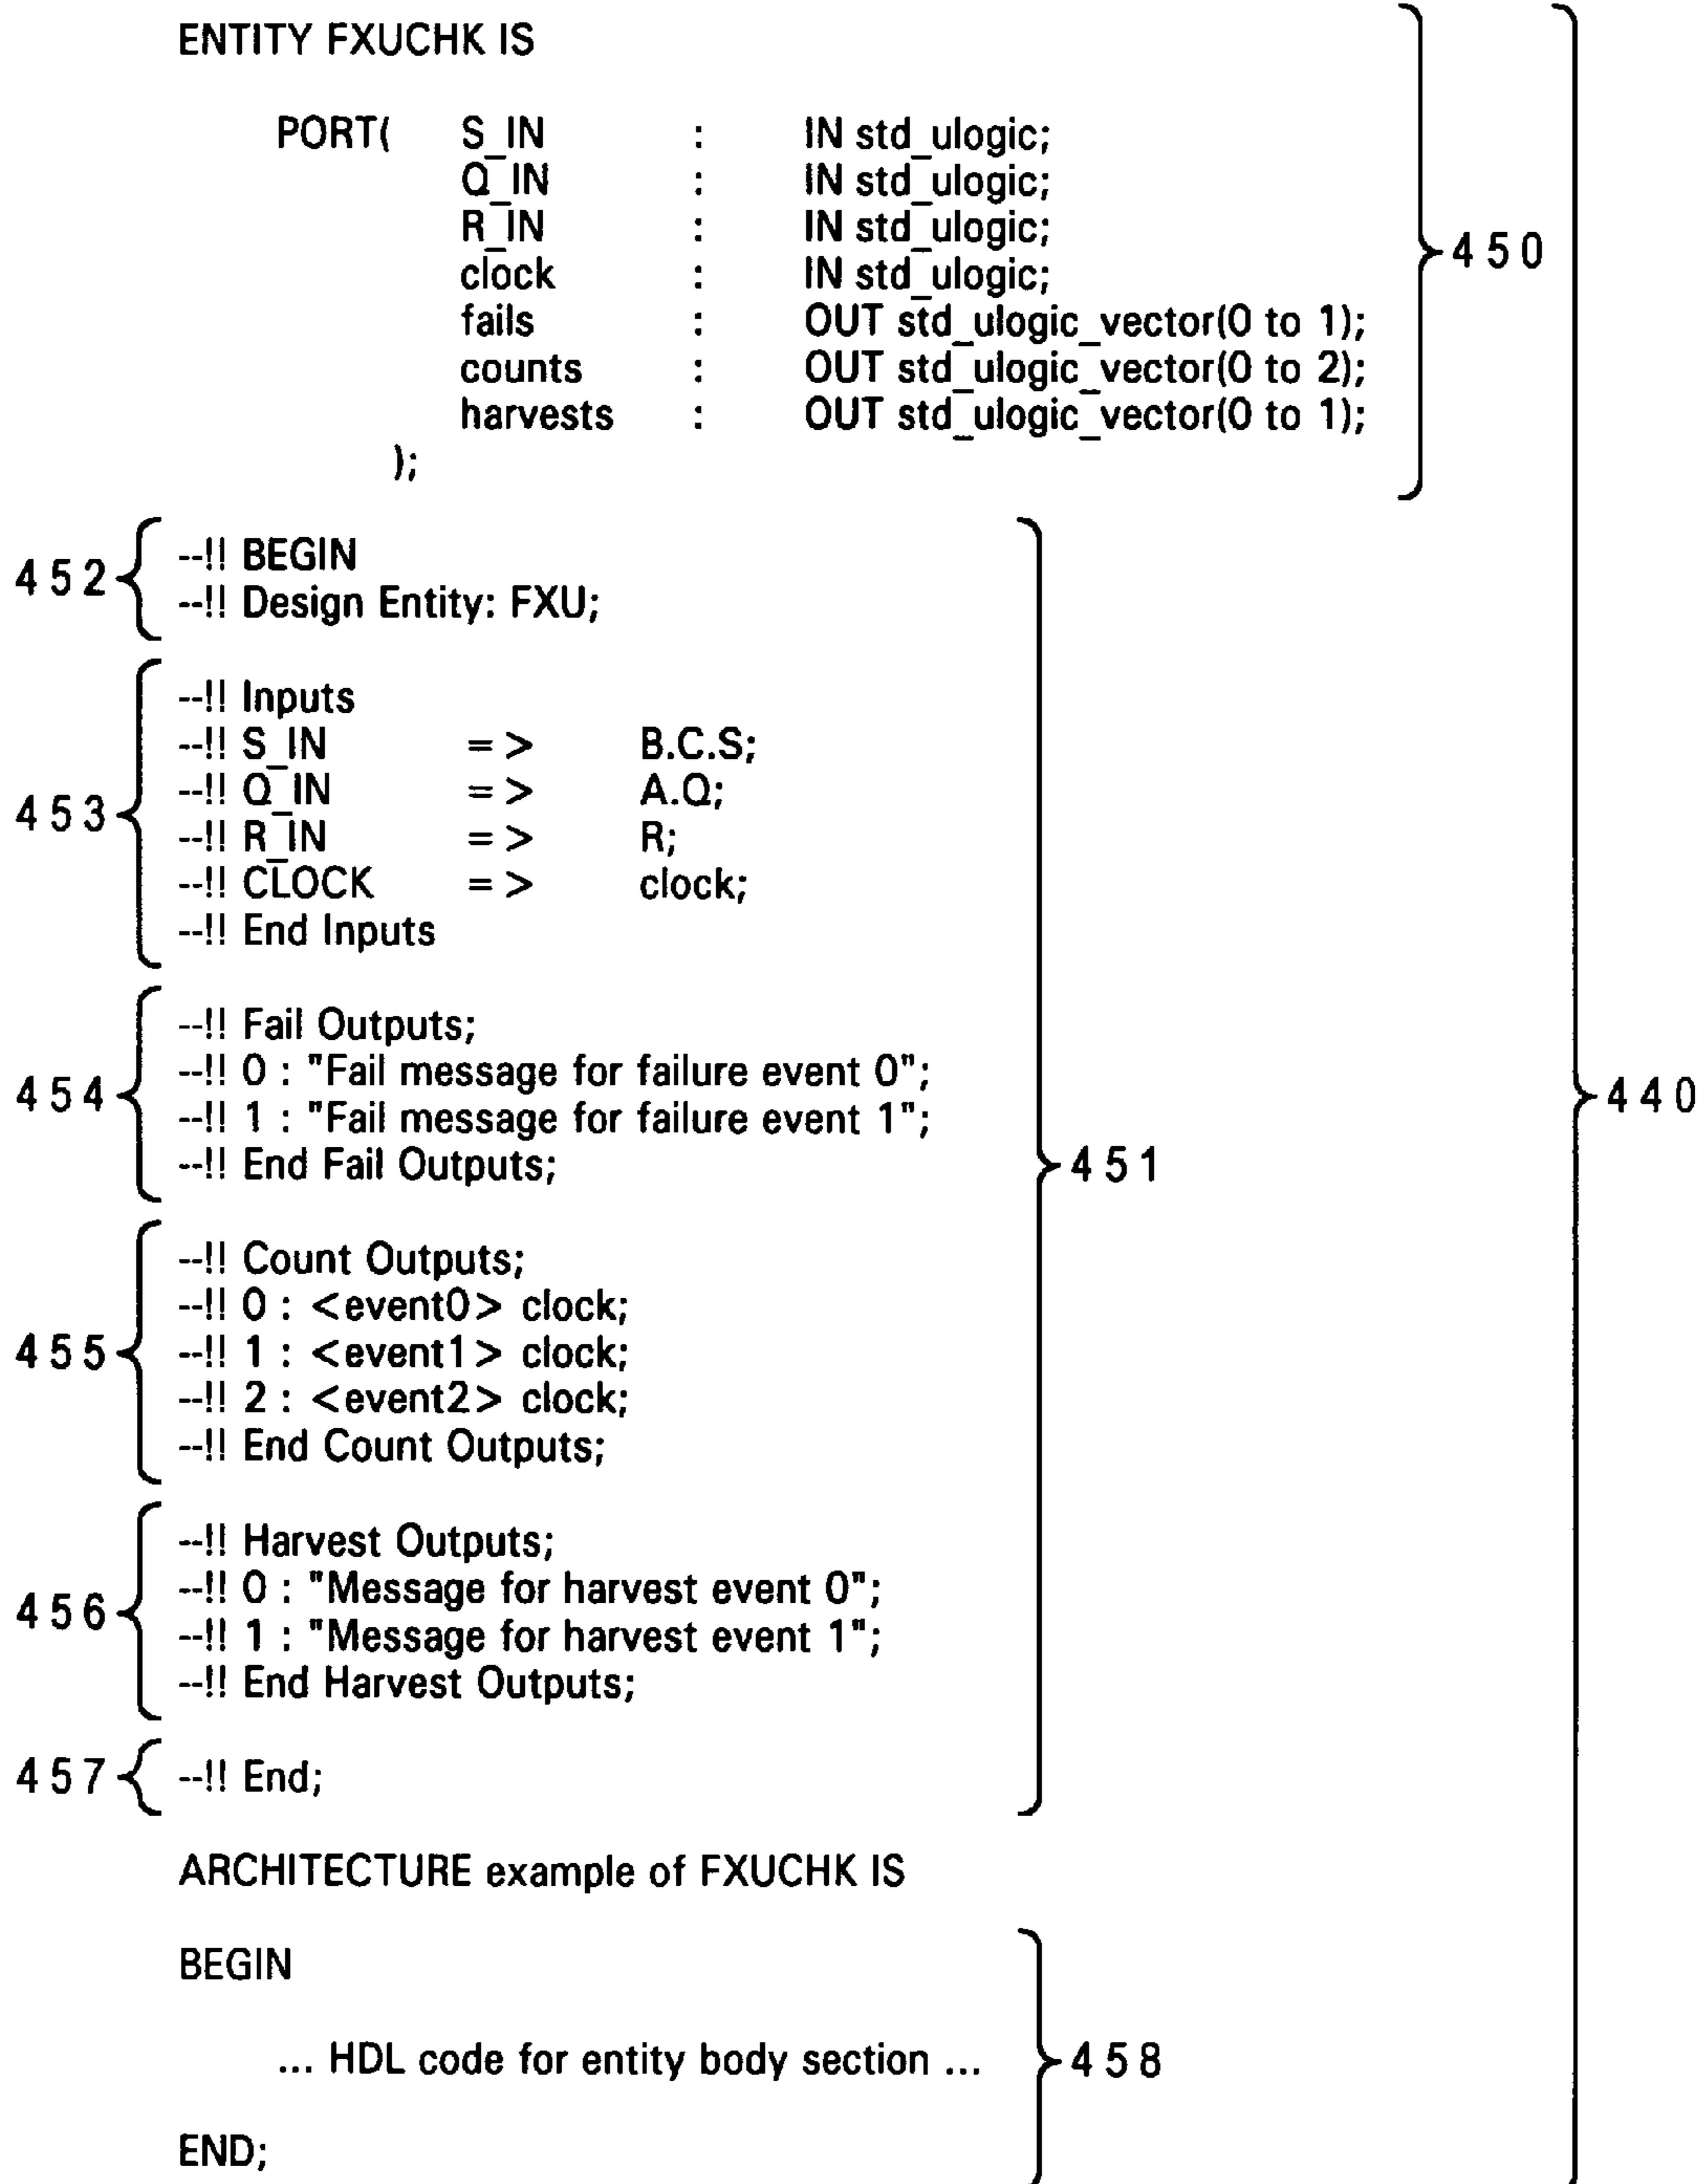 ENTITY FXUCHK IS
PORT( S_IN : IN std_ulogic;
Q_IN : IN std_ulogic;
R_IN : IN std_ulogic;
clock : IN std_ulogic;
fails : OUT std_ulogic_vector(0 to 1);
counts : OUT std_ulogic_vector(0 to 2);
harvests : OUT std_ulogic_vector(0 to 1);
);
450
452
--!! BEGIN
--!! Design Entity: FXU;
453
--!! Inputs
--!! S_IN => B.C.S;
--!! Q_IN => A.Q;
--!! R_IN => R;
--!! CLOCK => clock;
--!! End Inputs
454
--!! Fail Outputs;
--!! 0 : "Fail message for failure event 0";
--!! 1 : "Fail message for failure event 1";
--!! End Fail Outputs;
440
451
455
--!! Count Outputs;
--!! 0 : <event0> clock;
--!! 1 : <event1> clock;
--!! 2 : <event2> clock;
--!! End Count Outputs;
456
--!! Harvest Outputs;
--!! 0 : "Message for harvest event 0";
--!! 1 : "Message for harvest event 1";
--!! End Harvest Outputs;
457
--!! End;
ARCHITECTURE example of FXUCHK IS
BEGIN
... HDL code for entity body section ...
458
END;